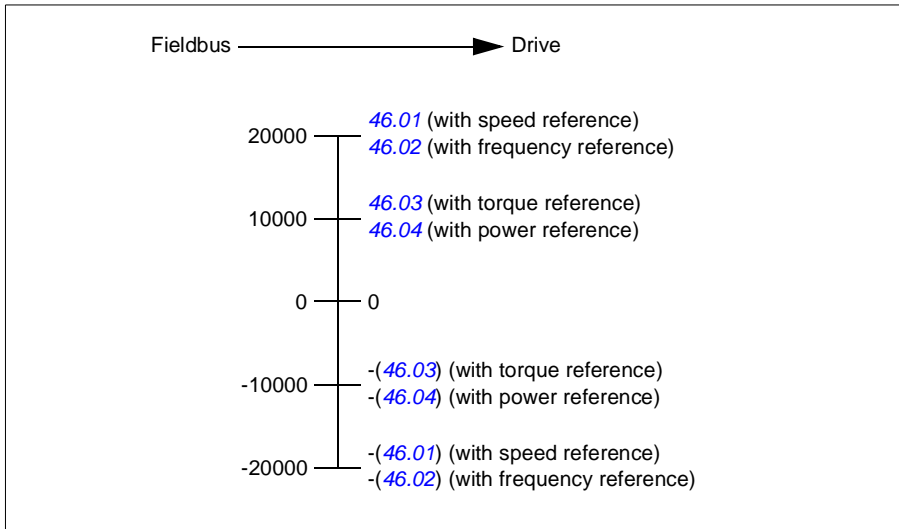 Fieldbus Drive
46.01 (with speed reference)
20000
46.02 (with frequency reference)
46.03 (with torque reference)
10000
46.04 (with power reference)
0 0
-(46.03) (with torque reference)
-10000
-(46.04) (with power reference)
-(46.01) (with speed reference)
-20000
-(46.02) (with frequency reference)